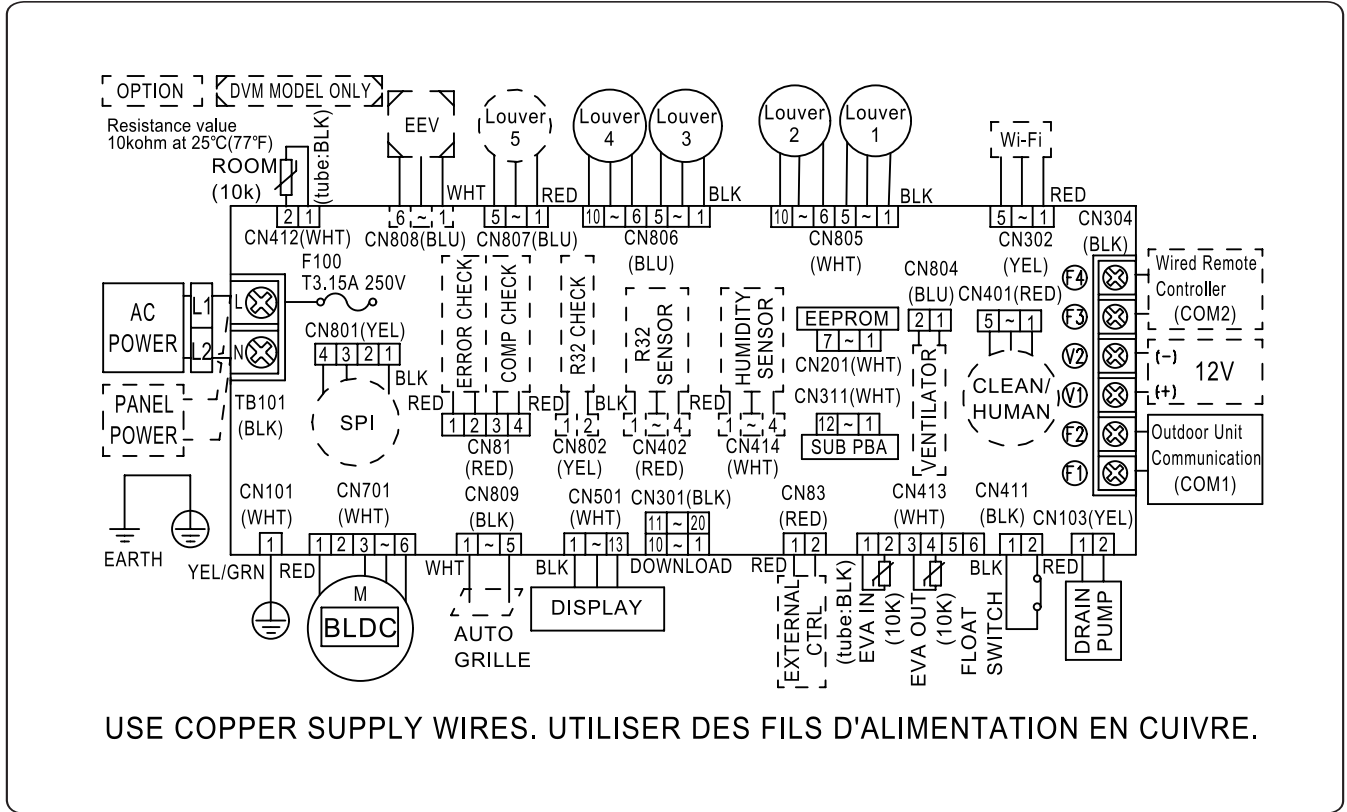 OPTION
DVM MODEL ONLY
Resistance value
10kohm at 25℃(77℉)
ROOM
(10k)
(tube:BLK)
EEV
Louver
5
Louver
4
Louver
3
Louver
2
Louver
1
Wi-Fi
WHT
RED
BLK
BLK
RED
2 1
6 ~ 1
5 ~ 1
10 ~ 6 5 ~ 1
10 ~ 6 5 ~ 1
5 ~ 1
CN412(WHT)
CN808(BLU)
CN807(BLU)
CN806
(BLU)
CN805
(WHT)
CN302
(YEL)
CN304
(BLK)
F100
T3.15A 250V
AC
POWER
L1
L2
L
N
PANEL
POWER
TB101
(BLK)
CN801(YEL)
4 3 2 1
BLK
SPI
ERROR CHECK
COMP CHECK
RED
RED
1 2 3 4
CN81
(RED)
R32 CHECK
BLK
1 2
CN802
(YEL)
R32
SENSOR
RED
1 ~ 4
CN402
(RED)
HUMIDITY
SENSOR
1 ~ 4
CN414
(WHT)
EEPROM
7 ~ 1
CN201(WHT)
CN311(WHT)
12 ~ 1
SUB PBA
CN804
(BLU)
2 1
VENTILATOR
CN401(RED)
5 ~ 1
CLEAN/
HUMAN
F4
F3
V2
V1
F2
F1
Wired Remote
Controller
(COM2)
(-)
12V
(+)
Outdoor Unit
Communication
(COM1)
EARTH
CN101
(WHT)
1
YEL/GRN
CN701
(WHT)
1 2 3 ~ 6
RED
M
BLDC
CN809
(BLK)
1 ~ 5
WHT
AUTO
GRILLE
CN501
(WHT)
1 ~ 13
BLK
DISPLAY
CN301(BLK)
11 ~ 20
10 ~ 1
DOWNLOAD
CN83
(RED)
1 2
RED
EXTERNAL
CTRL
CN413
(WHT)
1 2 3 4 5 6
(tube:BLK)
EVA IN
(10K)
EVA OUT
(10K)
FLOAT
SWITCH
CN411
(BLK)
1 2
BLK
CN103(YEL)
1 2
RED
DRAIN
PUMP
USE COPPER SUPPLY WIRES. UTILISER DES FILS D'ALIMENTATION EN CUIVRE.